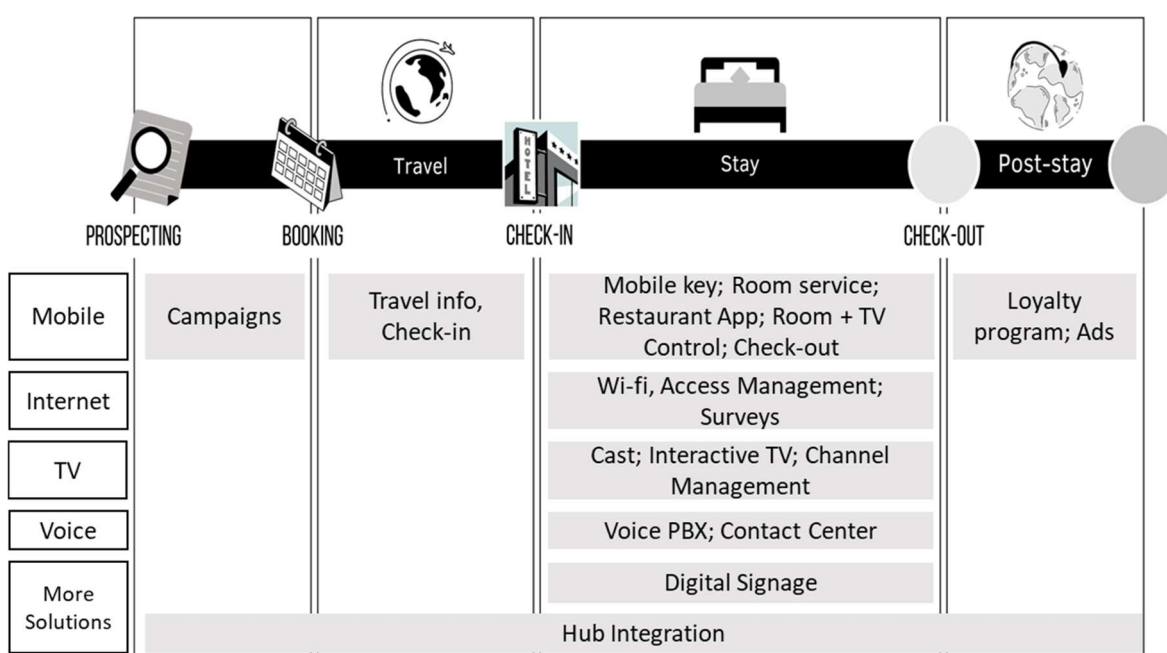 Travel
Stay
Post-stay
HOTEL
PROSPECTING
BOOKING
CHECK-IN
CHECK-OUT
Mobile
Campaigns
Travel info,
Check-in
Mobile key; Room service;
Restaurant App; Room + TV
Control; Check-out
Loyalty
program; Ads
Internet
Wi-fi, Access Management;
Surveys
TV
Cast; Interactive TV; Channel
Management
Voice
Voice PBX; Contact Center
More
Solutions
Digital Signage
Hub Integration